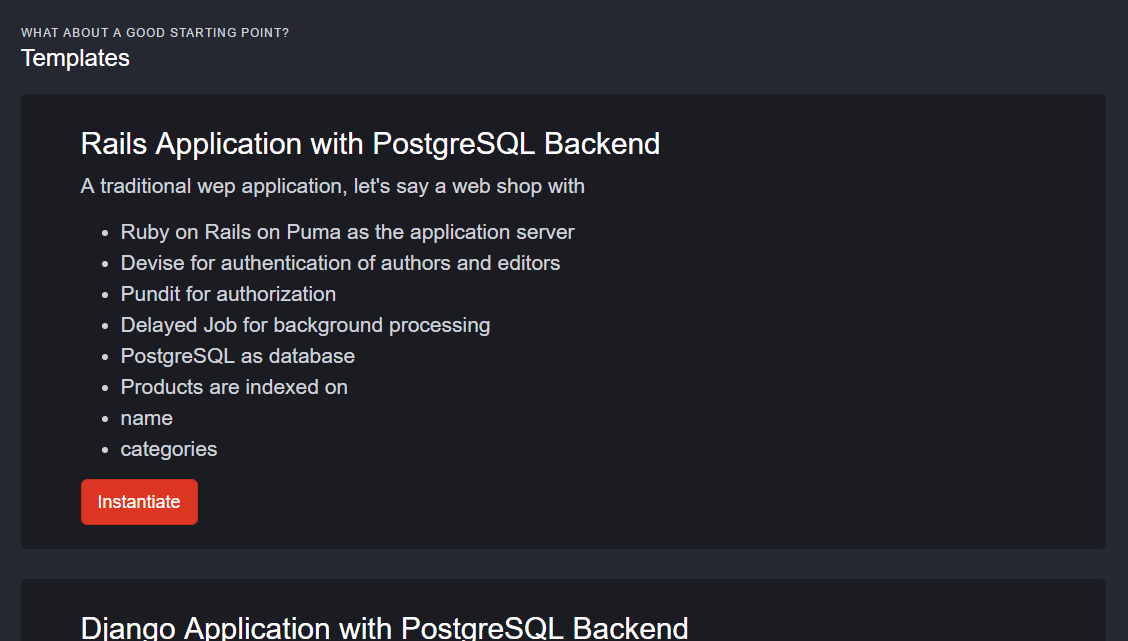 WHAT ABOUT A GOOD STARTING POINT?
Templates
Rails Application with PostgreSQL Backend
A traditional wep application, let's say a web shop with
Ruby on Rails on Puma as the application server
Devise for authentication of authors and editors
Pundit for authorization
Delayed Job for background processing
PostgreSQL as database
Products are indexed on
name
categories
Instantiate
Django Application with PostgreSQL Backend